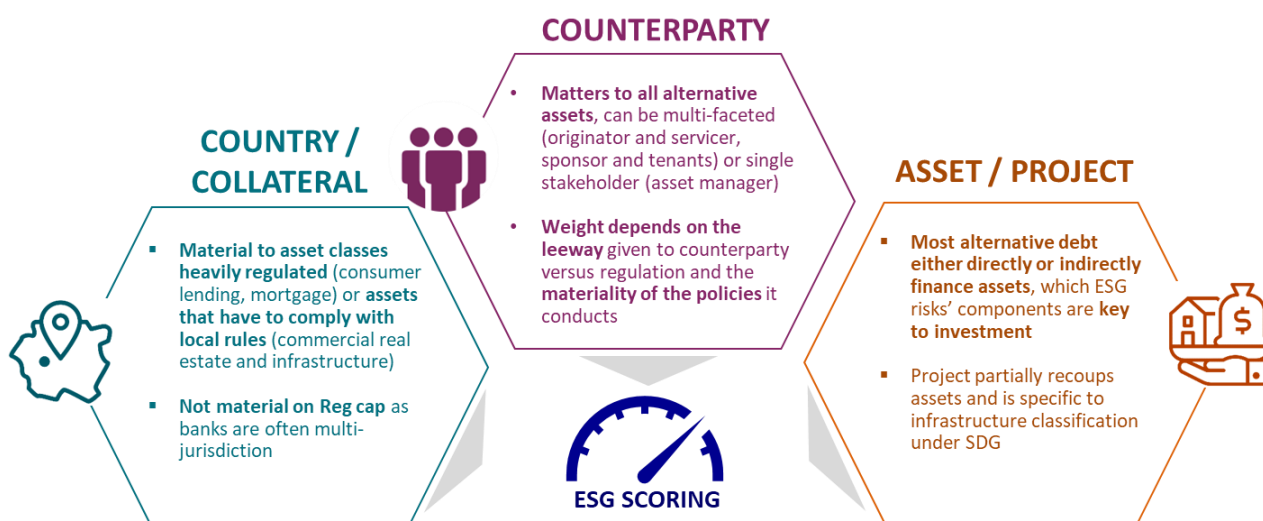 COUNTRY /
COLLATERAL
▪ Material to asset classes
heavily regulated (consumer
lending, mortgage) or assets
that have to comply with
local rules (commercial real
estate and infrastructure)
▪ Not material on Reg cap as
banks are often multi-
jurisdiction
COUNTERPARTY
• Matters to all alternative
assets, can be multi-faceted
(originator and servicer,
sponsor and tenants) or single
stakeholder (asset manager)
• Weight depends on the
leeway given to counterparty
versus regulation and the
materiality of the policies it
conducts
ASSET / PROJECT
▪ Most alternative debt
either directly or indirectly
finance assets, which ESG
risks’ components are key
to investment
▪ Project partially recoups
assets and is specific to
infrastructure classification
under SDG
$
ESG SCORING